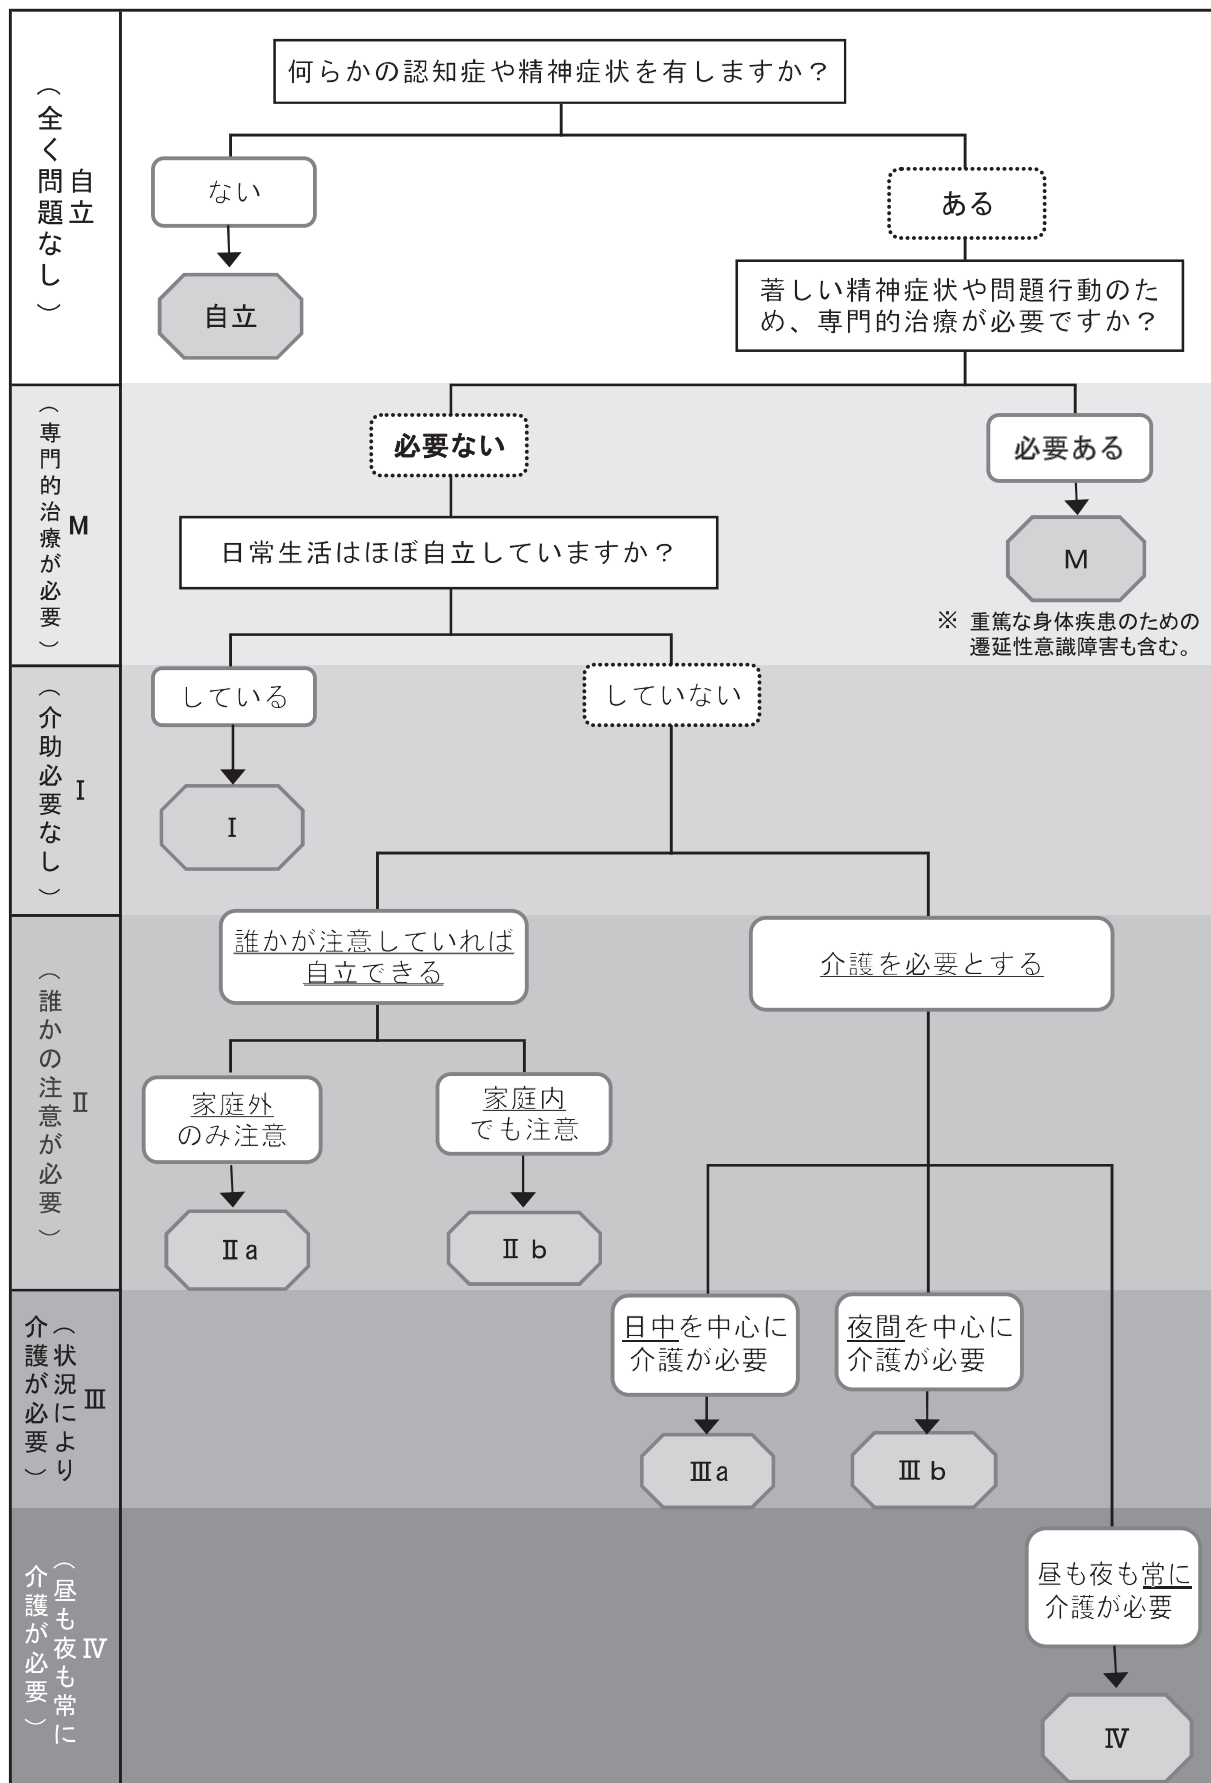 自立
（全く問題なし）
何らかの認知症や精神症状を有しますか？
ない
ある
自立
著しい精神症状や問題行動のた
め、専門的治療が必要ですか？
M
（専門的治療が必要）
必要ない
必要ある
日常生活はほぼ自立していますか？
M
※ 重篤な身体疾患のための
遷延性意識障害も含む。
Ⅰ
（介助必要なし）
している
していない
Ⅰ
Ⅱ
（誰かの注意が必要）
誰かが注意していれば
自立できる
介護を必要とする
家庭外
のみ注意
家庭内
でも注意
Ⅱa
Ⅱb
Ⅲ
（状況により
介護が必要）
日中を中心に
介護が必要
夜間を中心に
介護が必要
Ⅲa
Ⅲb
Ⅳ
（昼も夜も常に
介護が必要）
昼も夜も常に
介護が必要
Ⅳ